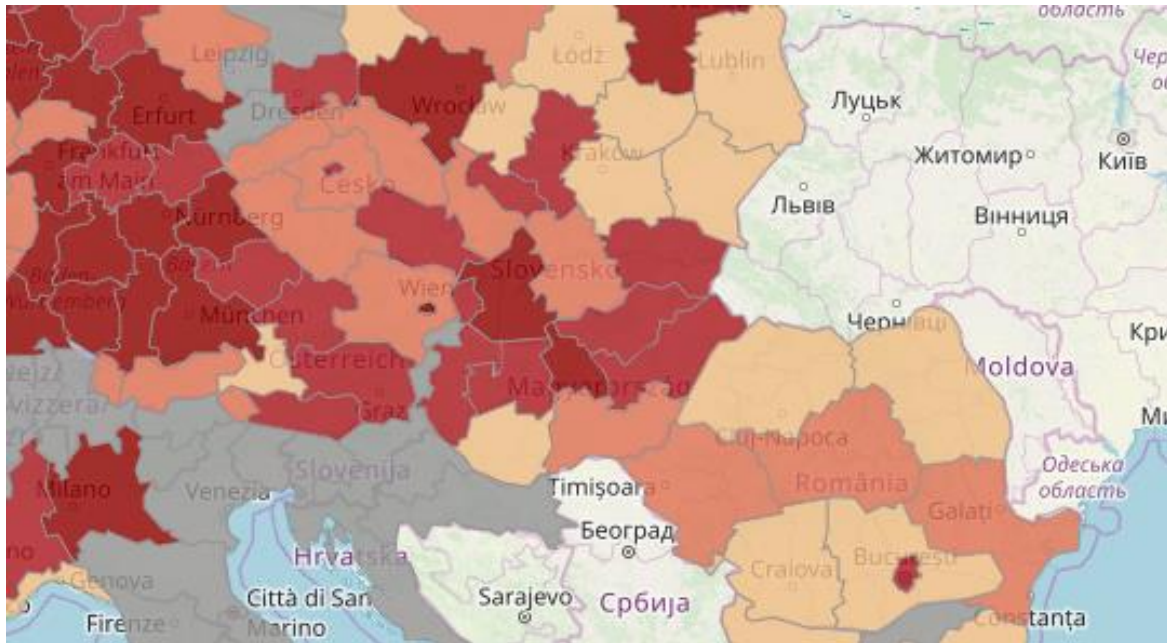 область
Leipzig
Łódź
Lublin
Dresden
Wrocław
Луцьк
Erfurt
Київ
Frankfurt
am Main
Kraków
Житомир
Česko
Львів
Вінниця
Nürnberg
Slovensko
Wien
München
Чернівці
Österreich
Moldova
Magyarország
Graz
Cluj-Napoca
Slovenija
Одеська
область
Milano
Venezia
Timișoara
România
Galați
Београд
Hrvatska
București
Craiova
Genova
Città di San
Marino
Sarajevo
Србија
Firenze
Constanța